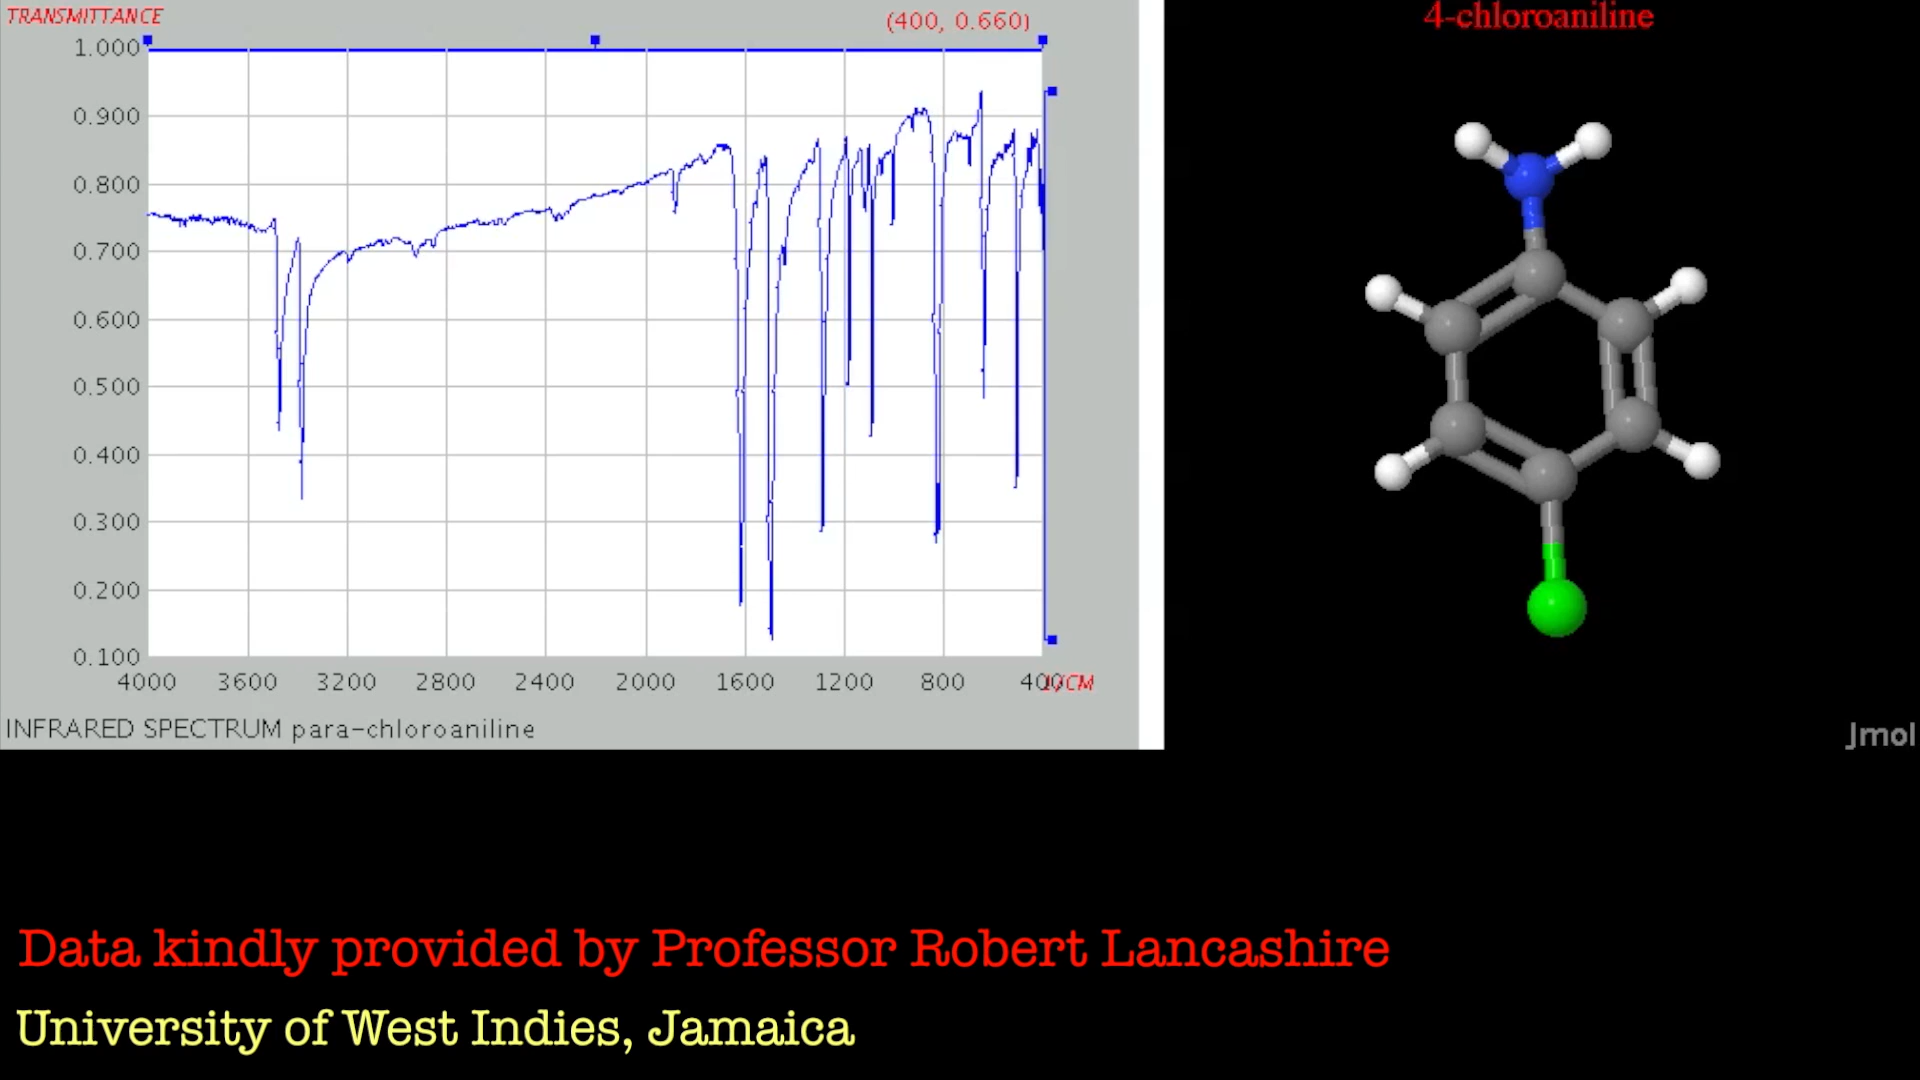 TRANSMITTANCE
(400, 0.660)
4-chloroaniline
1.000
0.900
0.800
0.700
0.600
0.500
0.400
0.300
0.200
0.100
4000 3600 3200 2800 2400 2000 1600 1200 800 400 1/CM
INFRARED SPECTRUM para-chloroaniline
Jmol
Data kindly provided by Professor Robert Lancashire
University of West Indies, Jamaica